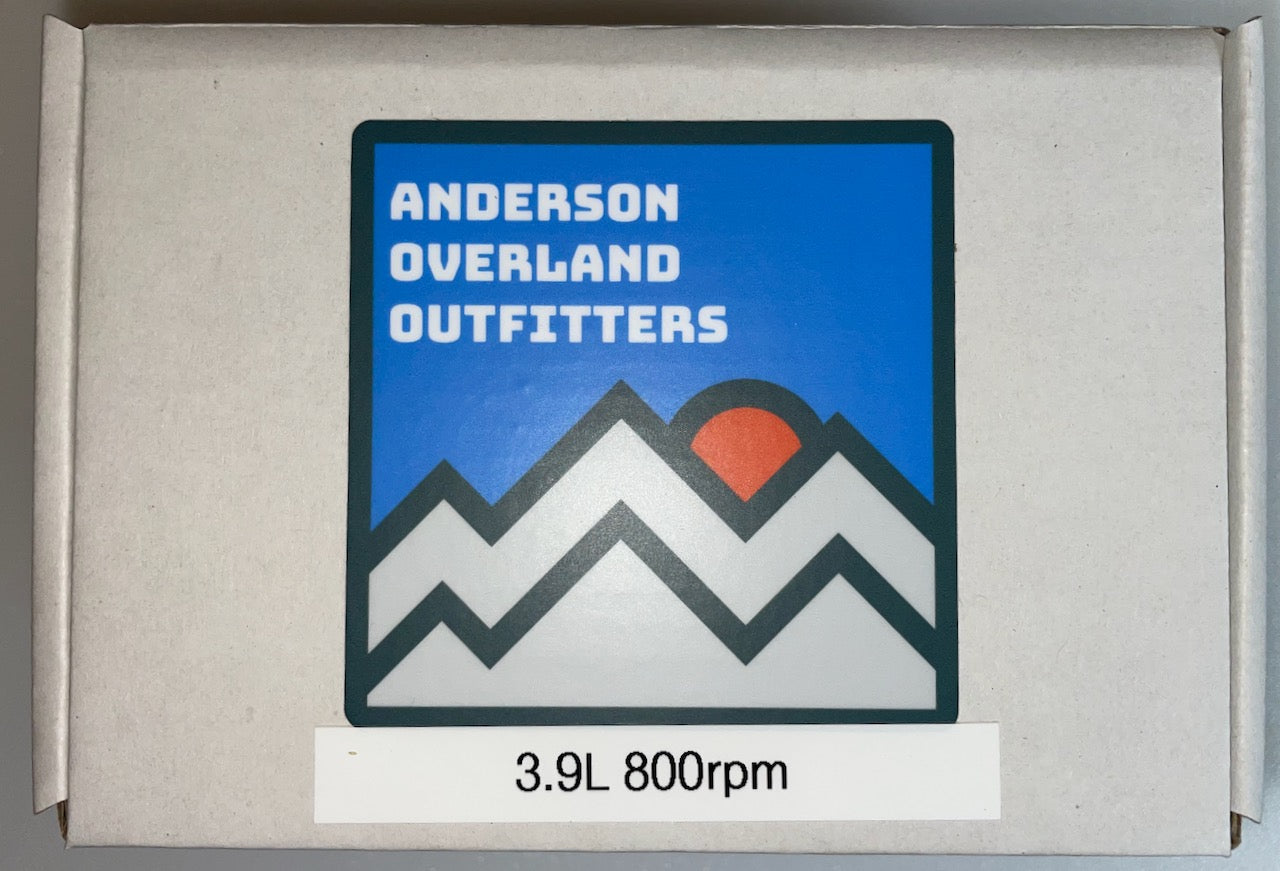 ANDERSON
OVERLAND
OUTFITTERS
3.9L 800rpm